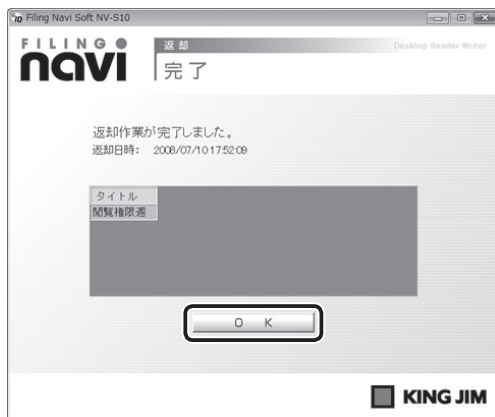 Filing Navi Soft NV-S10
FILING
navi
返却
Desktop Reader Writer
完了
返却作業が完了しました。
返却日時： 2008/07/10 17:52:09
タイトル
閲覧権限週
O K
KING JIM